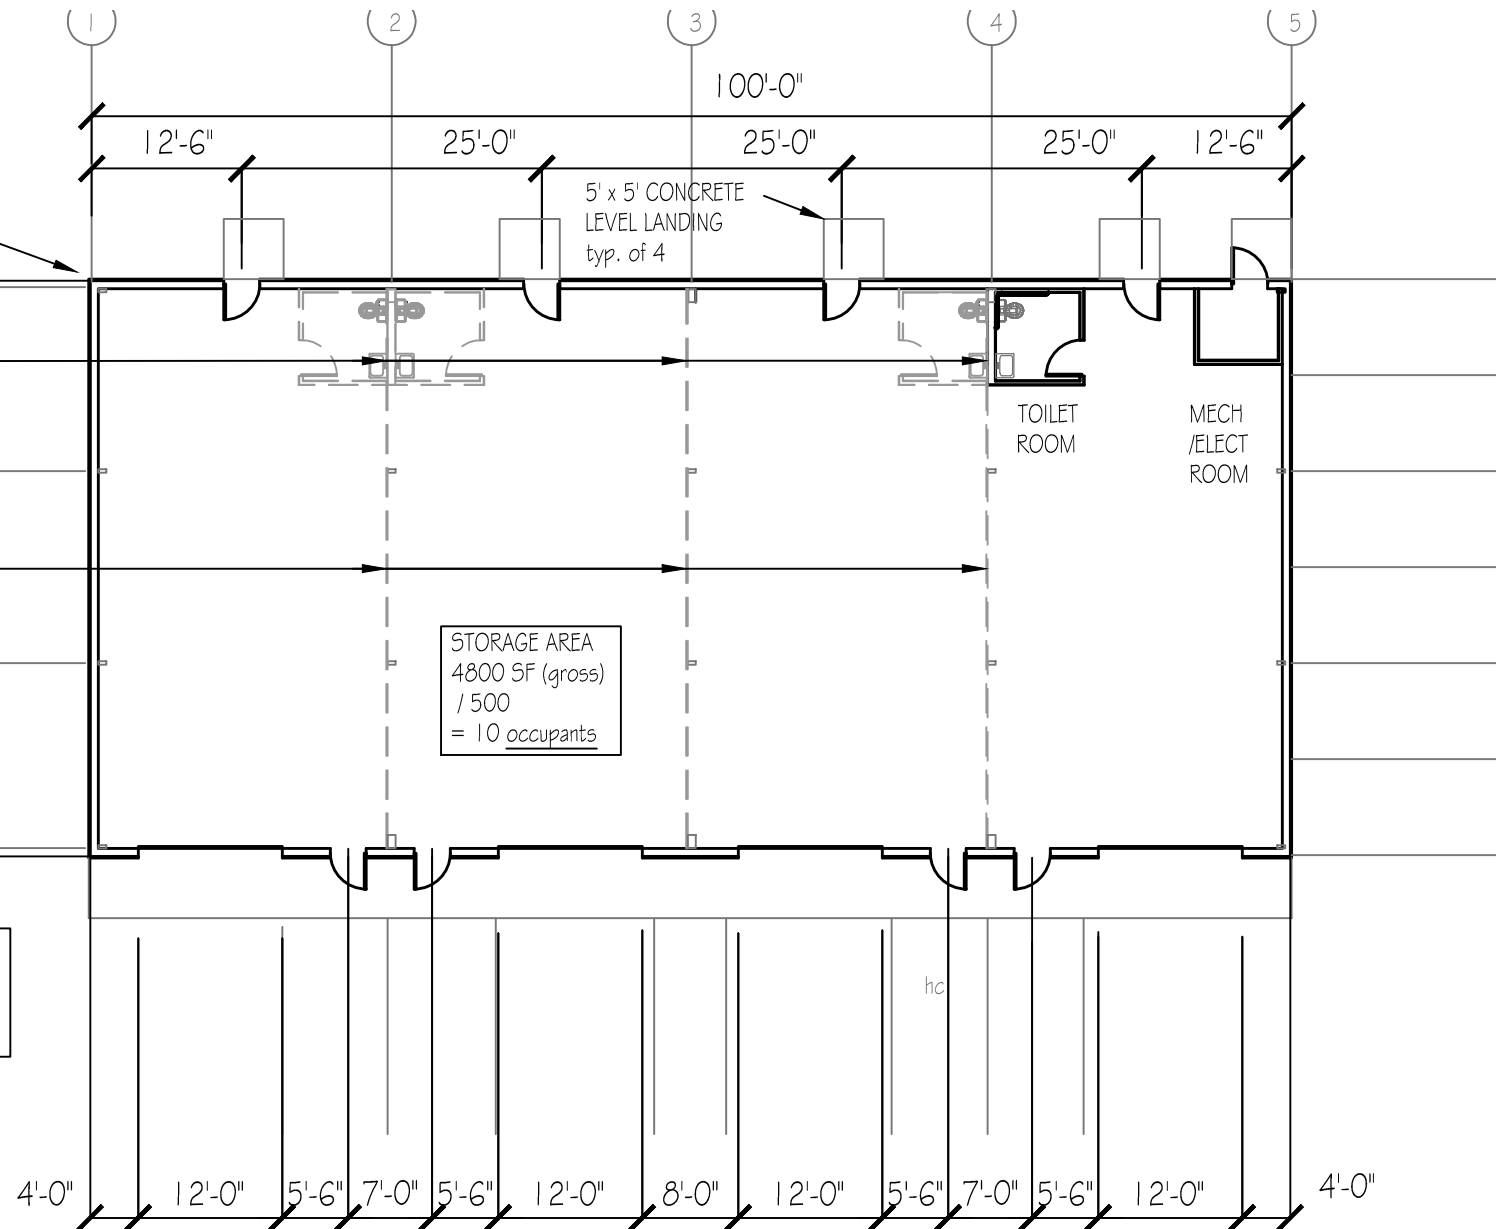 1 2 3 4 5
100'-0"
12'-6" 25'-0" 25'-0" 25'-0" 12'-6"
5' x 5' CONCRETE
LEVEL LANDING
typ. of 4
TOILET
ROOM
MECH
/ELECT
ROOM
STORAGE AREA
4800 SF (gross)
/ 500
= 10 occupants
hc
4'-0" 12'-0" 5'-6" 7'-0" 5'-6" 12'-0" 8'-0" 12'-0" 5'-6" 7'-0" 5'-6" 12'-0" 4'-0"